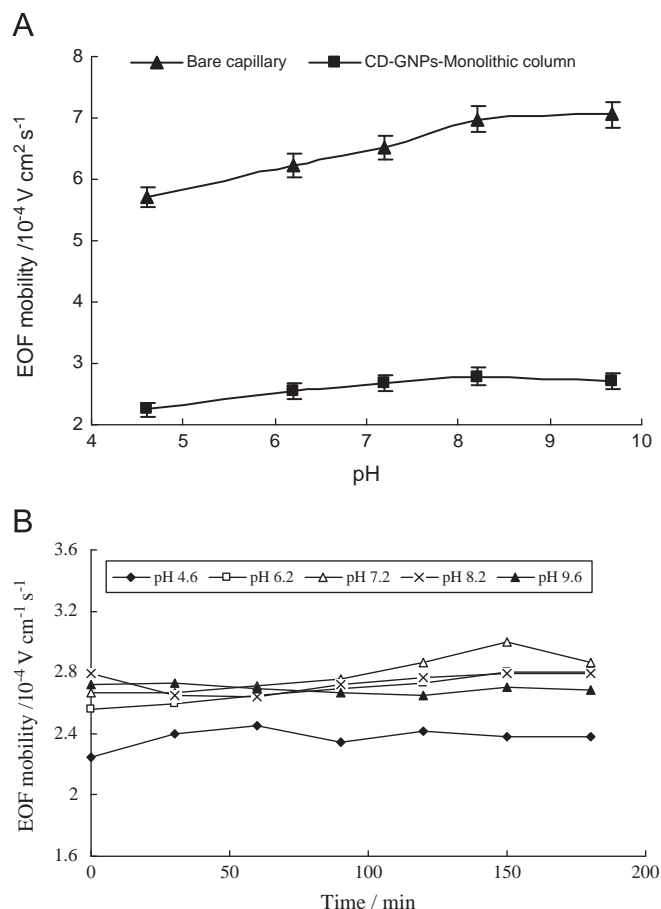 A
8
7
6
5
4
3
2
EOF mobility /10⁻⁴ V cm² s⁻¹
Bare capillary
CD-GNPs-Monolithic column
4 5 6 7 8 9 10
pH
B
3.6
3.2
2.8
2.4
2
1.6
EOF mobility /10⁻⁴ V cm⁻¹ s⁻¹
pH 4.6 pH 6.2 pH 7.2 pH 8.2 pH 9.6
0 50 100 150 200
Time / min